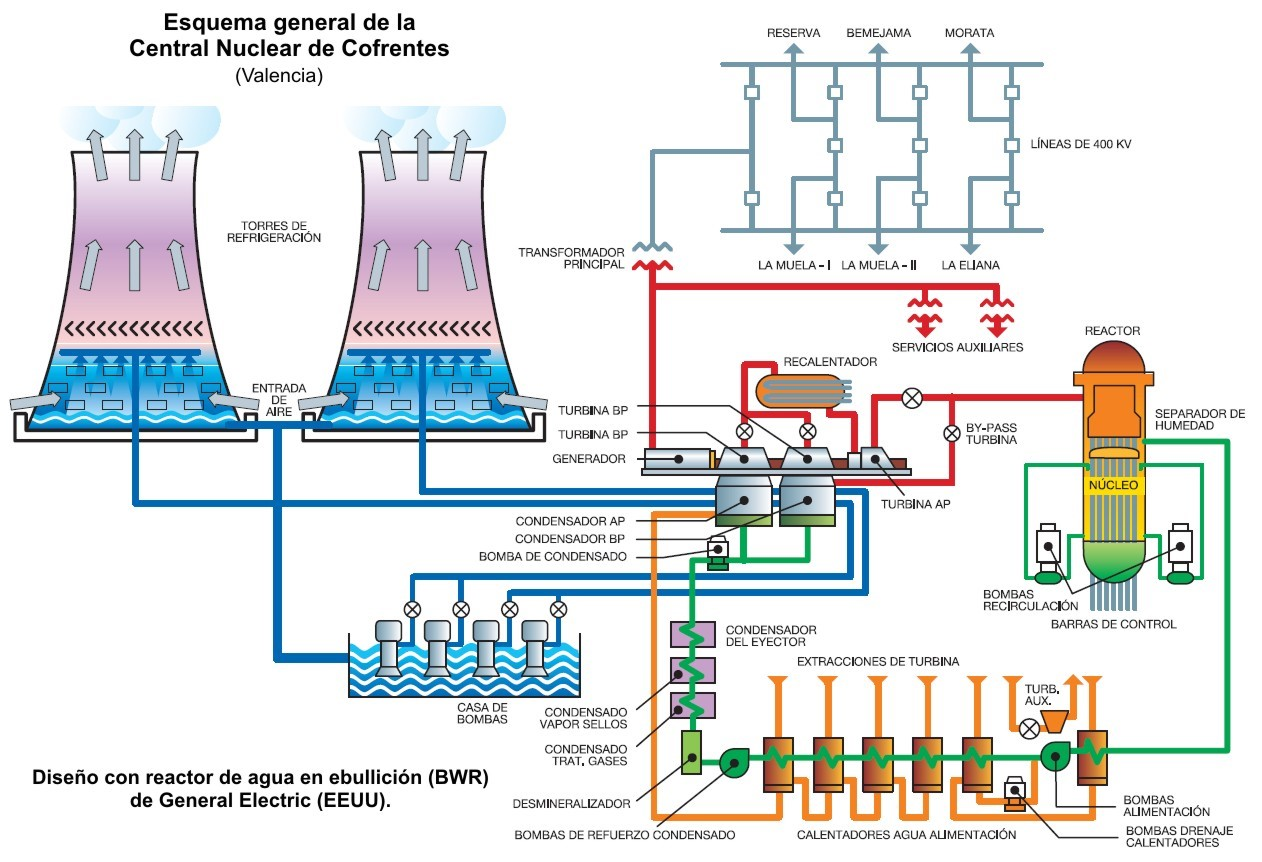 Esquema general de la
Central Nuclear de Cofrentes
(Valencia)
RESERVA
BEMEJAMA
MORATA
LÍNEAS DE 400 KV
TORRES DE
REFRIGERACIÓN
TRANSFORMADOR
PRINCIPAL
LA MUELA - I
LA MUELA - II
LA ELIANA
SERVICIOS AUXILIARES
REACTOR
RECALENTADOR
ENTRADA
DE
AIRE
TURBINA BP
TURBINA BP
GENERADOR
BY-PASS
TURBINA
SEPARADOR DE
HUMEDAD
NÚCLEO
TURBINA AP
CONDENSADOR AP
CONDENSADOR BP
BOMBA DE CONDENSADO
BOMBAS
RECIRCULACIÓN
BARRAS DE CONTROL
CONDENSADOR
DEL EYECTOR
EXTRACCIONES DE TURBINA
TURB.
AUX.
CASA DE
BOMBAS
CONDENSADO
VAPOR SELLOS
CONDENSADO
TRAT. GASES
Diseño con reactor de agua en ebullición (BWR)
de General Electric (EEUU).
DESMINERALIZADOR
BOMBAS DE REFUERZO CONDENSADO
CALENTADORES AGUA ALIMENTACIÓN
BOMBAS
ALIMENTACIÓN
BOMBAS DRENAJE
CALENTADORES